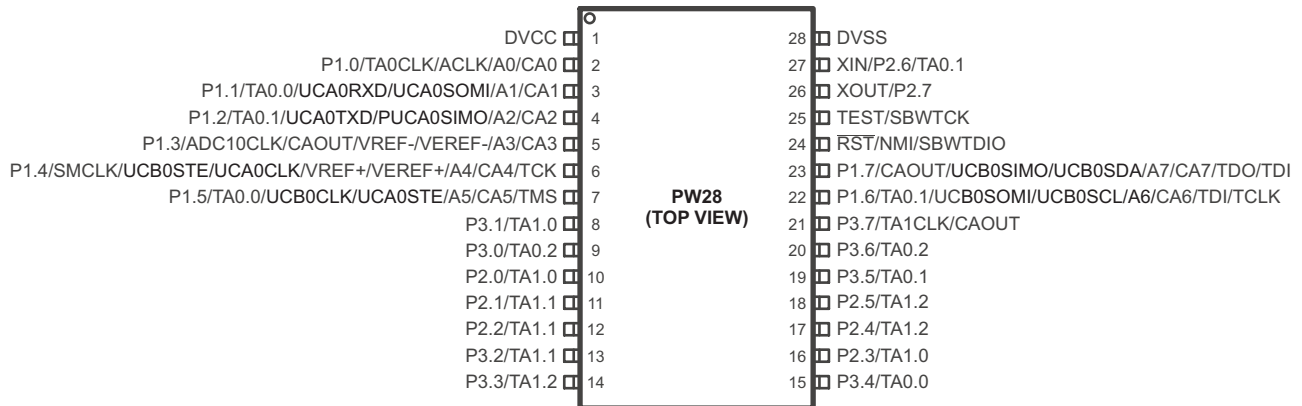 DVCC 1 28 DVSS
P1.0/TA0CLK/ACLK/A0/CA0 2 27 XIN/P2.6/TA0.1
P1.1/TA0.0/UCA0RXD/UCA0SOMI/A1/CA1 3 26 XOUT/P2.7
P1.2/TA0.1/UCA0TXD/PUCA0SIMO/A2/CA2 4 25 TEST/SBWTCK
P1.3/ADC10CLK/CAOUT/VREF-/VEREF-/A3/CA3 5 24 RST/NMI/SBWTDIO
P1.4/SMCLK/UCB0STE/UCA0CLK/VREF+/VEREF+/A4/CA4/TCK 6 23 P1.7/CAOUT/UCB0SIMO/UCB0SDA/A7/CA7/TDO/TDI
P1.5/TA0.0/UCB0CLK/UCA0STE/A5/CA5/TMS 7 PW28 22 P1.6/TA0.1/UCB0SOMI/UCB0SCL/A6/CA6/TDI/TCLK
P3.1/TA1.0 8 (TOP VIEW) 21 P3.7/TA1CLK/CAOUT
P3.0/TA0.2 9 20 P3.6/TA0.2
P2.0/TA1.0 10 19 P3.5/TA0.1
P2.1/TA1.1 11 18 P2.5/TA1.2
P2.2/TA1.1 12 17 P2.4/TA1.2
P3.2/TA1.1 13 16 P2.3/TA1.0
P3.3/TA1.2 14 15 P3.4/TA0.0